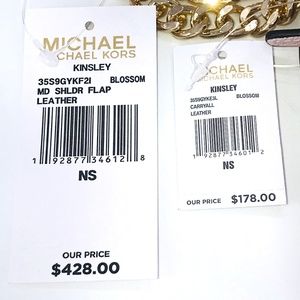 MICHAEL
MICHAEL KORS
KINSLEY
35S9GYKF2I BLOSSOM
MD SHLDR FLAP
LEATHER
1 92877 34612 8
NS
OUR PRICE
$428.00
MICHAEL
MICHAEL KORS
KINSLEY
35S9GYKE3L BLOSSOM
CARRYALL
LEATHER
1 92877 34601 2
NS
OUR PRICE $178.00